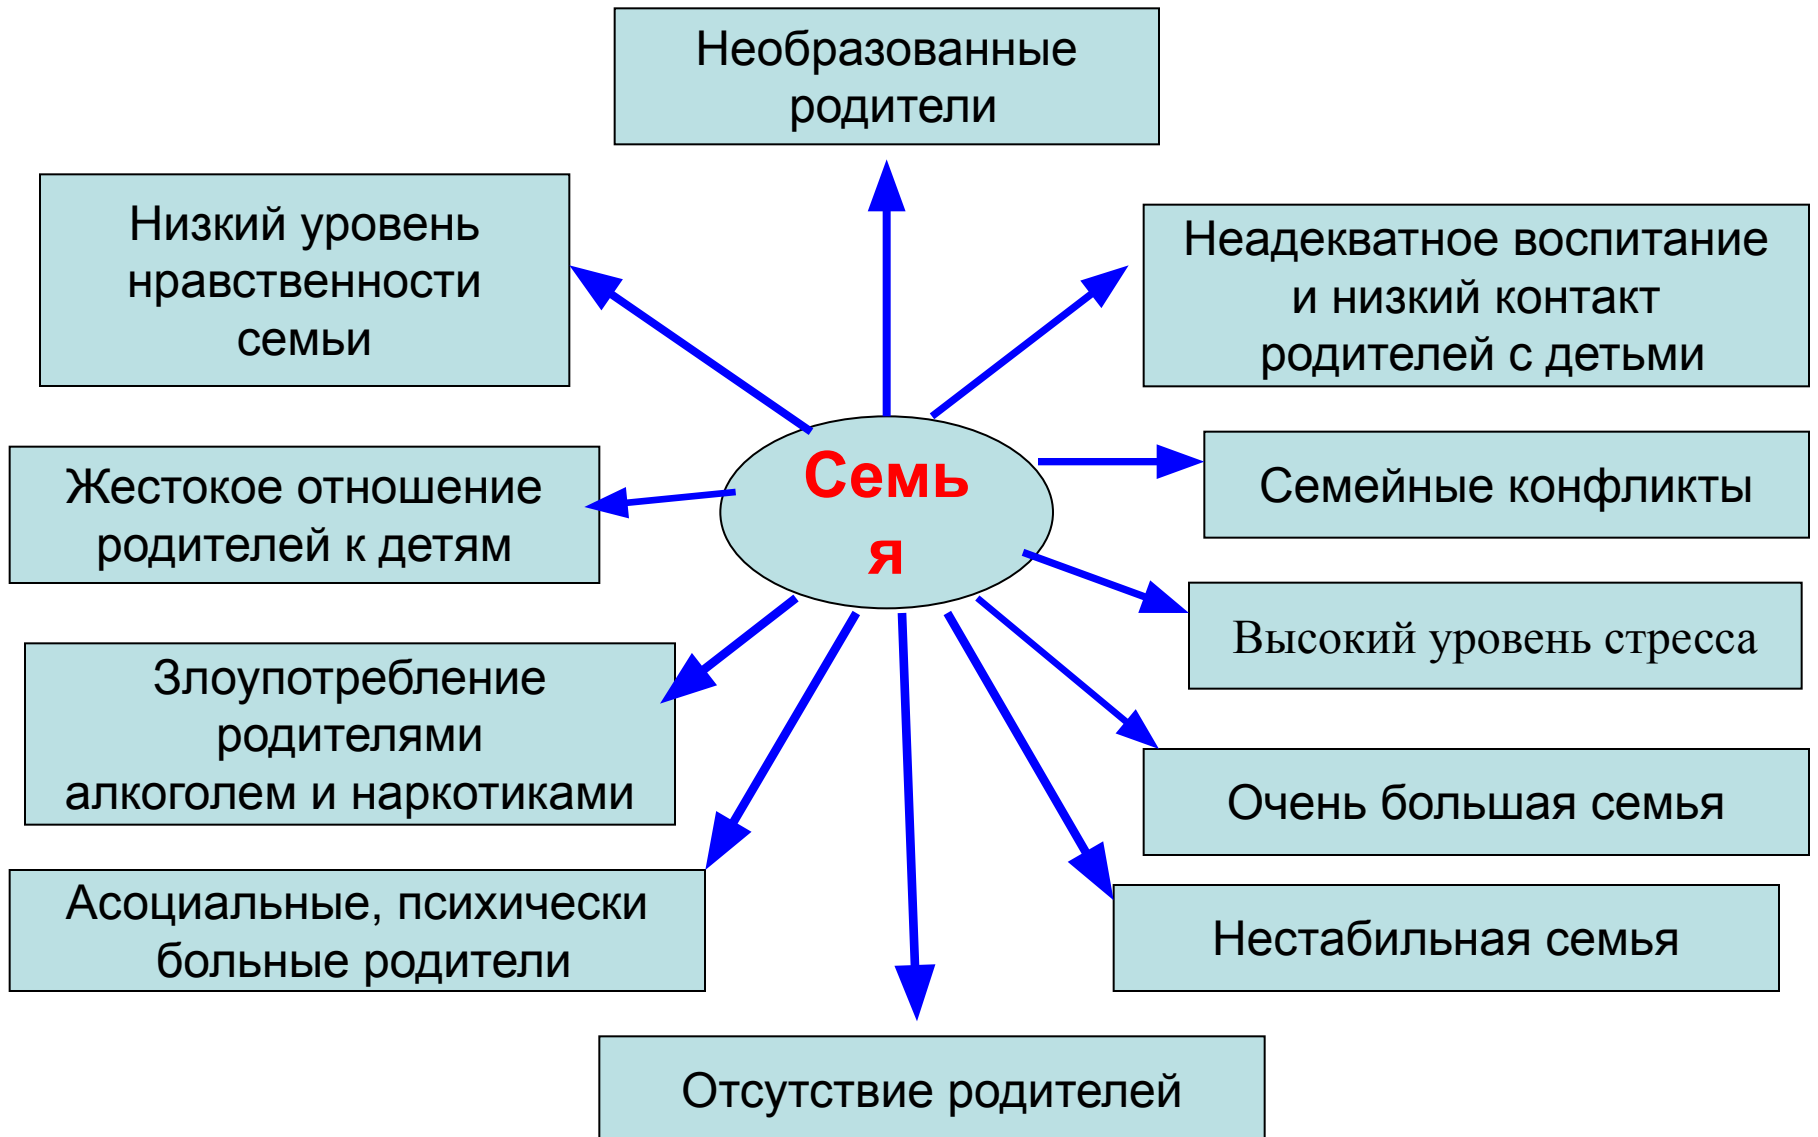 Необразованные
родители
Низкий уровень
нравственности
семьи
Неадекватное воспитание
и низкий контакт
родителей с детьми
Жестокое отношение
родителей к детям
Семь
я
Семейные конфликты
Высокий уровень стресса
Злоупотребление
родителями
алкоголем и наркотиками
Очень большая семья
Асоциальные, психически
больные родители
Нестабильная семья
Отсутствие родителей